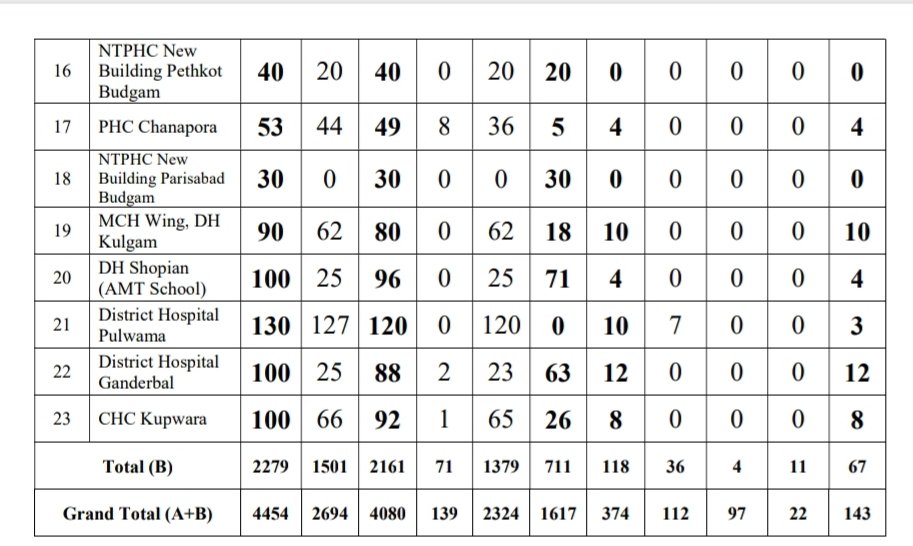 16 NTPHC New Building Pethkot Budgam 40 20 40 0 20 20 0 0 0 0 0
17 PHC Chanapora 53 44 49 8 36 5 4 0 0 0 4
18 NTPHC New Building Parisabad Budgam 30 0 30 0 0 30 0 0 0 0 0
19 MCH Wing, DH Kulgam 90 62 80 0 62 18 10 0 0 0 10
20 DH Shopian (AMT School) 100 25 96 0 25 71 4 0 0 0 4
21 District Hospital Pulwama 130 127 120 0 120 0 10 7 0 0 3
22 District Hospital Ganderbal 100 25 88 2 23 63 12 0 0 0 12
23 CHC Kupwara 100 66 92 1 65 26 8 0 0 0 8
Total (B) 2279 1501 2161 71 1379 711 118 36 4 11 67
Grand Total (A+B) 4454 2694 4080 139 2324 1617 374 112 97 22 143